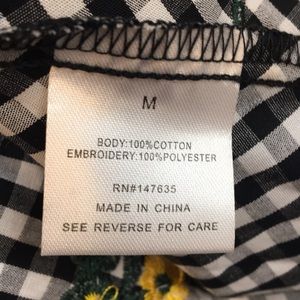 M
BODY:100%COTTON
EMBROIDERY:100%POLYESTER
RN#147635
MADE IN CHINA
SEE REVERSE FOR CARE